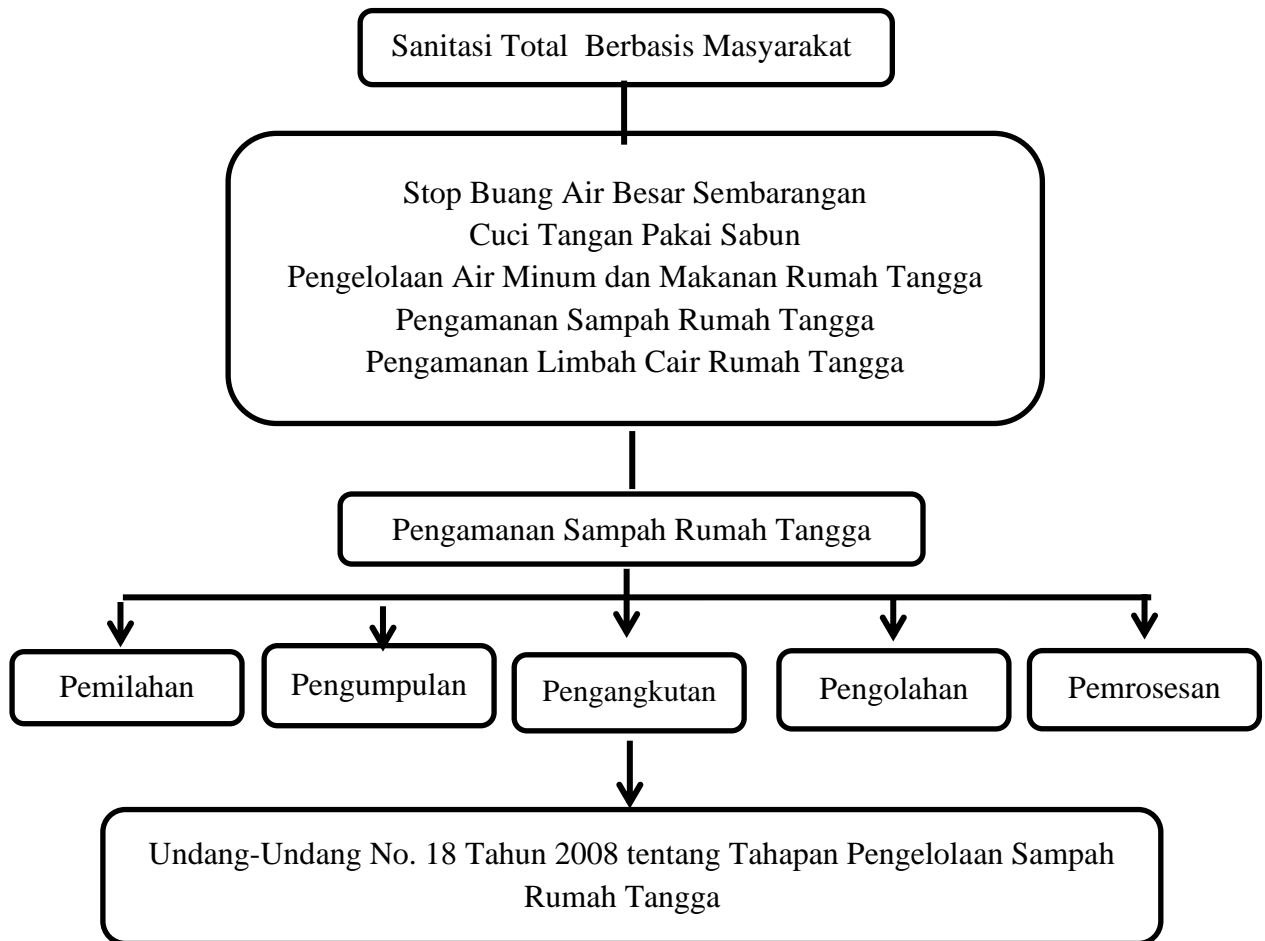 Sanitasi Total Berbasis Masyarakat
Stop Buang Air Besar Sembarangan
Cuci Tangan Pakai Sabun
Pengelolaan Air Minum dan Makanan Rumah Tangga
Pengamanan Sampah Rumah Tangga
Pengamanan Limbah Cair Rumah Tangga
Pengamanan Sampah Rumah Tangga
Pemilahan
Pengumpulan
Pengangkutan
Pengolahan
Pemrosesan
Undang-Undang No. 18 Tahun 2008 tentang Tahapan Pengelolaan Sampah
Rumah Tangga